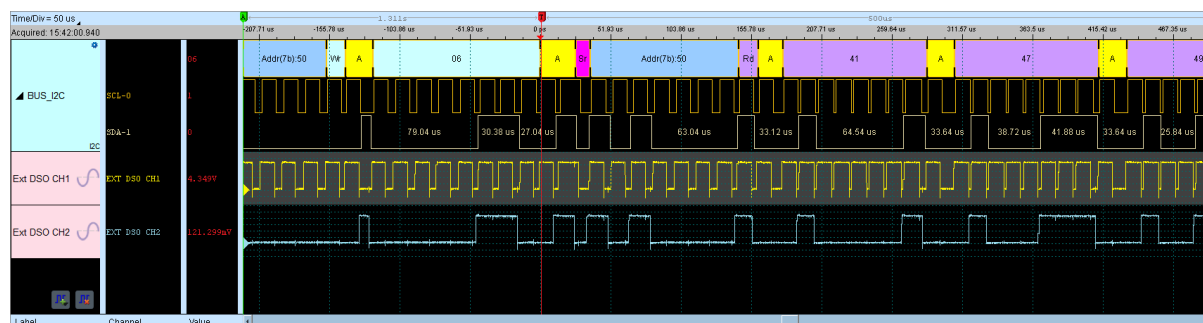 Time/Div = 50 us
Acquired: 15.42:00.940
A
1.311s
T
500us
-207.71 us -155.78 us -103.86 us -51.93 us 0 ps 51.93 us 103.86 us 155.78 us 207.71 us 259.64 us 311.57 us 363.5 us 415.42 us 467.35 us
06 Addr(7b):50 Wr A 06 A Sr Addr(7b):50 Rd A 41 A 47 A 49
BUS_I2C
SCL-0 1
SDA-1 0 79.04 us 30.38 us 27.04 us 63.04 us 33.12 us 64.54 us 33.64 us 38.72 us 41.88 us 33.64 us 25.84 us
I2C
Ext DSO CH1 EXT DSO CH1 4.349V
Ext DSO CH2 EXT DSO CH2 121.299mV
Label Channel Value